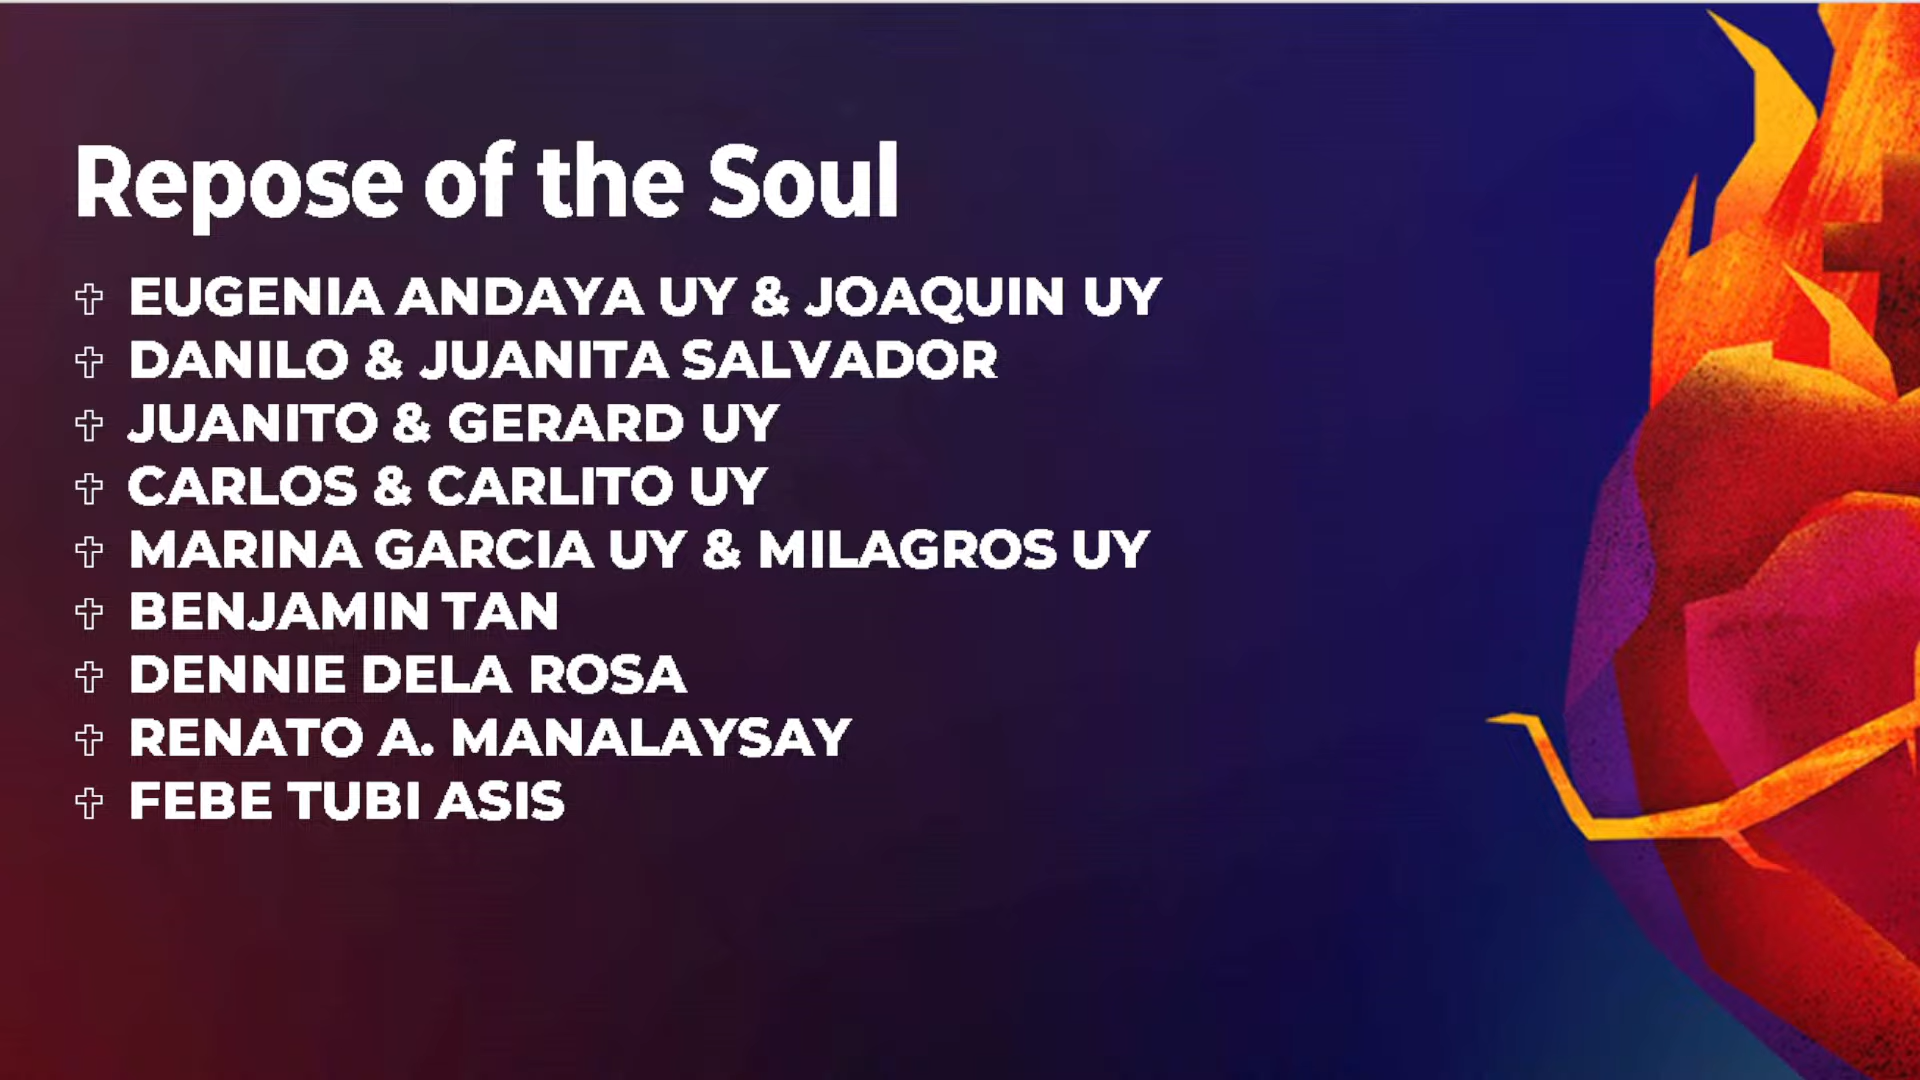 Repose of the Soul
✞ EUGENIA ANDAYA UY & JOAQUIN UY
✞ DANILO & JUANITA SALVADOR
✞ JUANITO & GERARD UY
✞ CARLOS & CARLITO UY
✞ MARINA GARCIA UY & MILAGROS UY
✞ BENJAMIN TAN
✞ DENNIE DELA ROSA
✞ RENATO A. MANALAYSAY
✞ FEBE TUBI ASIS